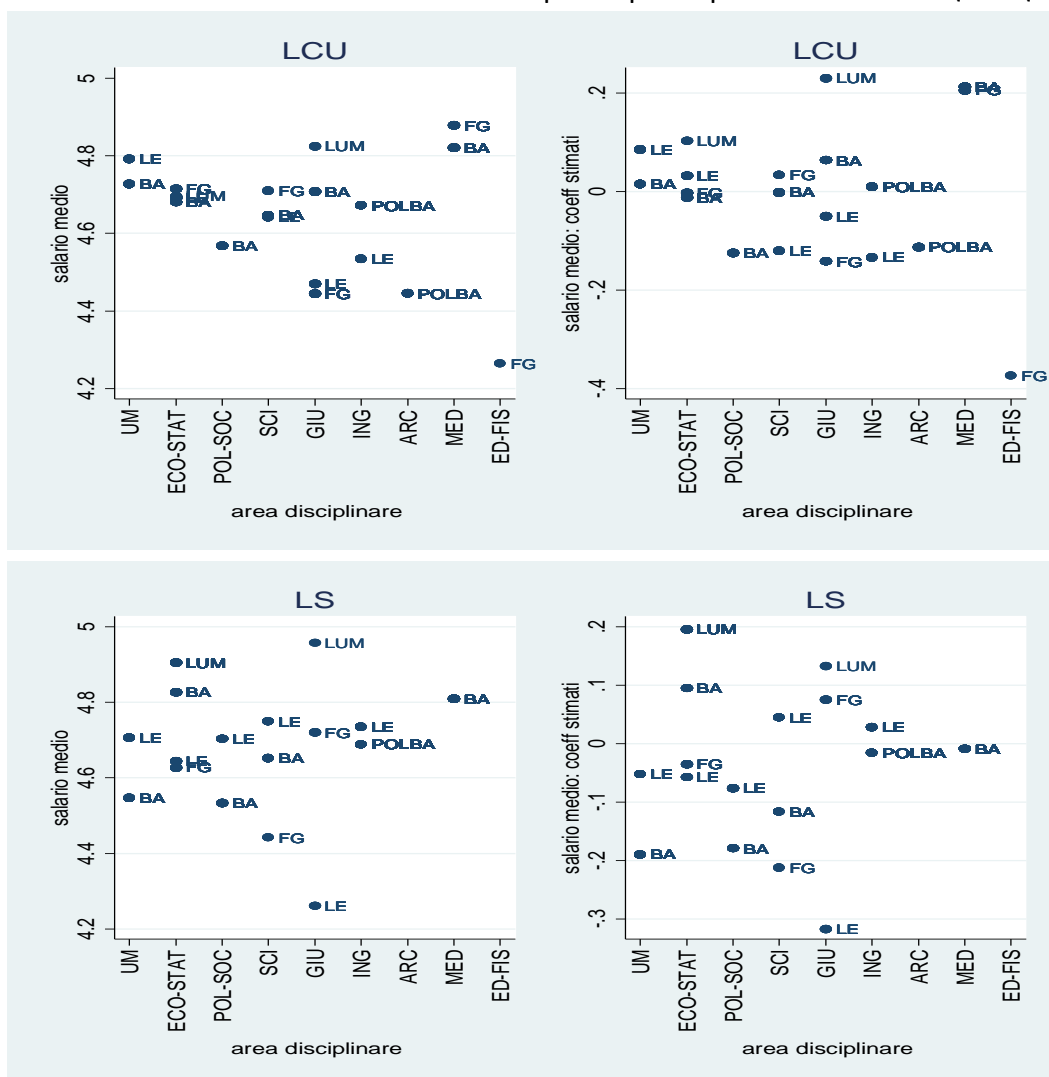 LCU
salario medio
5
4.8
4.6
4.4
4.2
LE
BA
FG
LUM
BA
BA
FG
BA
LE
LUM
BA
LE
FG
POLBA
LE
POLBA
FG
BA
FG
UM
ECO-STAT
POL-SOC
SCI
GIU
ING
ARC
MED
ED-FIS
area disciplinare
LCU
salario medio: coeff stimati
.2
0
-.2
-.4
LE
BA
LUM
LE
FG
BA
BA
FG
BA
LE
LUM
BA
LE
FG
POLBA
LE
POLBA
BA
FG
FG
UM
ECO-STAT
POL-SOC
SCI
GIU
ING
ARC
MED
ED-FIS
area disciplinare
LS
salario medio
5
4.8
4.6
4.4
4.2
LE
BA
LUM
BA
LE
FG
LE
BA
LE
BA
FG
LUM
FG
LE
LE
POLBA
BA
UM
ECO-STAT
POL-SOC
SCI
GIU
ING
ARC
MED
ED-FIS
area disciplinare
LS
salario medio: coeff stimati
.2
.1
0
-.1
-.2
-.3
LE
BA
LUM
BA
FG
LE
LE
BA
LE
BA
FG
LUM
FG
LE
LE
POLBA
BA
UM
ECO-STAT
POL-SOC
SCI
GIU
ING
ARC
MED
ED-FIS
area disciplinare